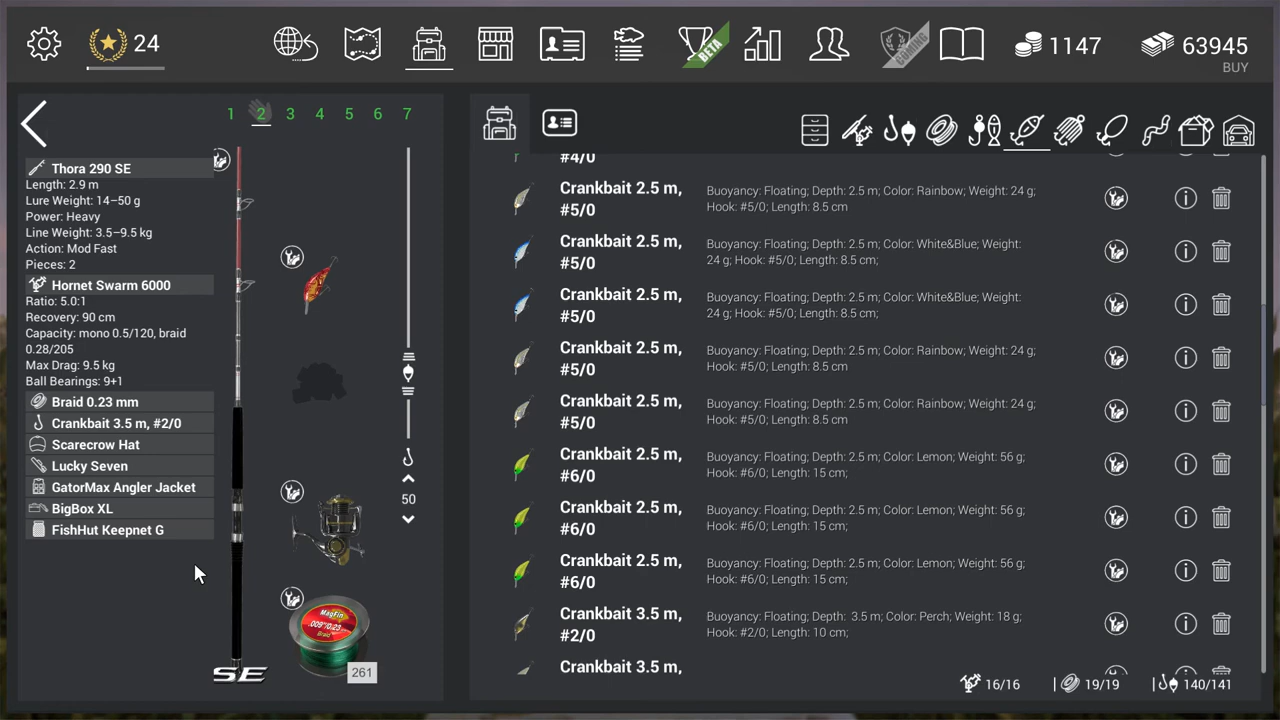 24
BETA
COMING
1147
63945
BUY
1 2 3 4 5 6 7
Thora 290 SE
Length: 2.9 m
Lure Weight: 14–50 g
Power: Heavy
Line Weight: 3.5–9.5 kg
Action: Mod Fast
Pieces: 2
Hornet Swarm 6000
Ratio: 5.0:1
Recovery: 90 cm
Capacity: mono 0.5/120, braid
0.28/205
Max Drag: 9.5 kg
Ball Bearings: 9+1
Braid 0.23 mm
Crankbait 3.5 m, #2/0
Scarecrow Hat
Lucky Seven
GatorMax Angler Jacket
BigBox XL
FishHut Keepnet G
50
MagFin
.009"/0.23
Braid
SE
261
#4/0
Crankbait 2.5 m,
#5/0
Buoyancy: Floating; Depth: 2.5 m; Color: Rainbow; Weight: 24 g;
Hook: #5/0; Length: 8.5 cm
Crankbait 2.5 m,
#5/0
Buoyancy: Floating; Depth: 2.5 m; Color: White&Blue; Weight:
24 g; Hook: #5/0; Length: 8.5 cm;
Crankbait 2.5 m,
#5/0
Buoyancy: Floating; Depth: 2.5 m; Color: White&Blue; Weight:
24 g; Hook: #5/0; Length: 8.5 cm;
Crankbait 2.5 m,
#5/0
Buoyancy: Floating; Depth: 2.5 m; Color: Rainbow; Weight: 24 g;
Hook: #5/0; Length: 8.5 cm
Crankbait 2.5 m,
#5/0
Buoyancy: Floating; Depth: 2.5 m; Color: Rainbow; Weight: 24 g;
Hook: #5/0; Length: 8.5 cm
Crankbait 2.5 m,
#6/0
Buoyancy: Floating; Depth: 2.5 m; Color: Lemon; Weight: 56 g;
Hook: #6/0; Length: 15 cm;
Crankbait 2.5 m,
#6/0
Buoyancy: Floating; Depth: 2.5 m; Color: Lemon; Weight: 56 g;
Hook: #6/0; Length: 15 cm;
Crankbait 2.5 m,
#6/0
Buoyancy: Floating; Depth: 2.5 m; Color: Lemon; Weight: 56 g;
Hook: #6/0; Length: 15 cm;
Crankbait 3.5 m,
#2/0
Buoyancy: Floating; Depth: 3.5 m; Color: Perch; Weight: 18 g;
Hook: #2/0; Length: 10 cm;
Crankbait 3.5 m,
16/16 | 19/19 | 140/141